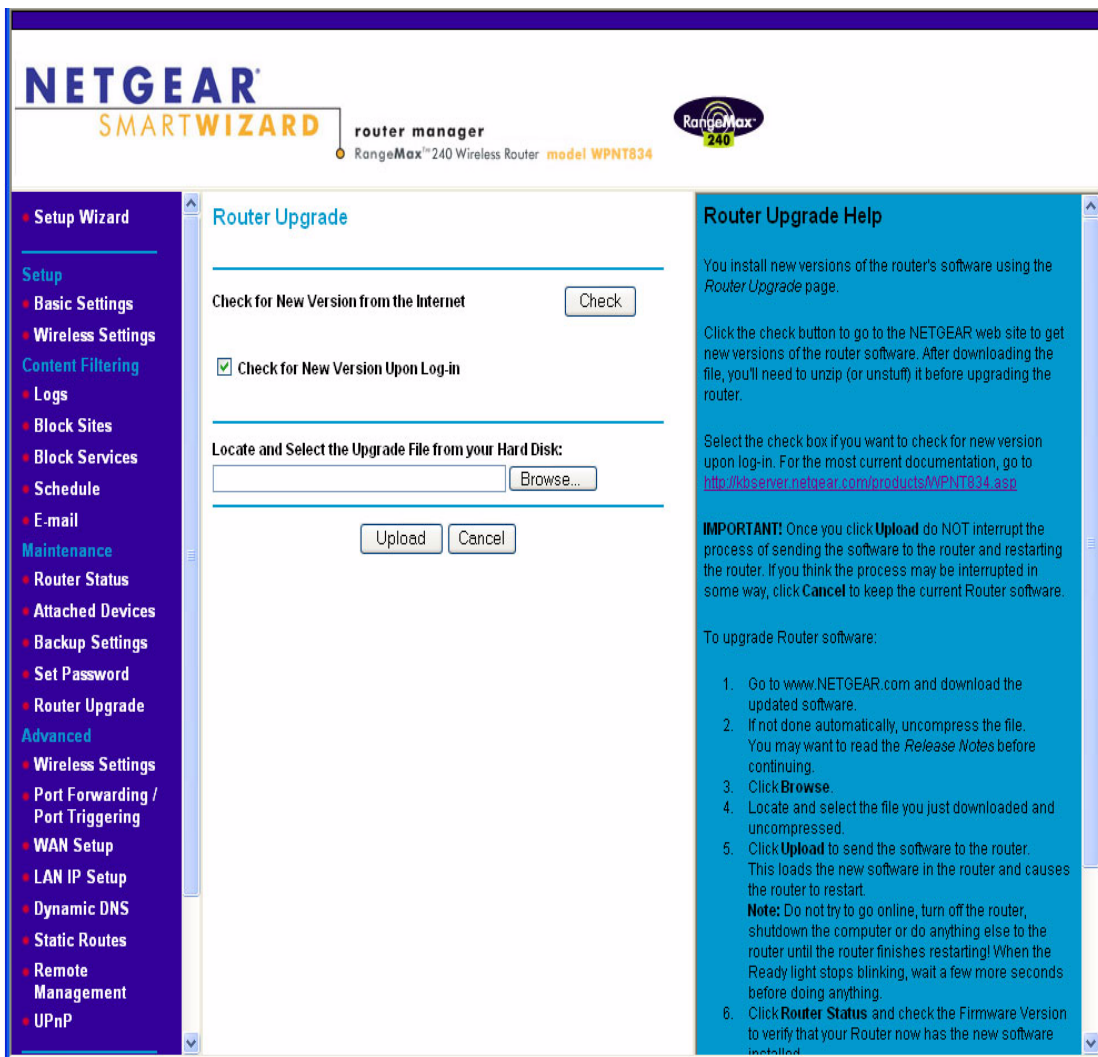 NETGEAR
SMARTWIZARD
router manager
RangeMax™240 Wireless Router model WPNT834
RangeMax™
240
Setup Wizard
Setup
Basic Settings
Wireless Settings
Content Filtering
Logs
Block Sites
Block Services
Schedule
E-mail
Maintenance
Router Status
Attached Devices
Backup Settings
Set Password
Router Upgrade
Advanced
Wireless Settings
Port Forwarding /
Port Triggering
WAN Setup
LAN IP Setup
Dynamic DNS
Static Routes
Remote
Management
UPnP
Router Upgrade
Check for New Version from the Internet
Check
Check for New Version Upon Log-in
Locate and Select the Upgrade File from your Hard Disk:
Browse...
Upload
Cancel
Router Upgrade Help
You install new versions of the router's software using the
Router Upgrade page.
Click the check button to go to the NETGEAR web site to get
new versions of the router software. After downloading the
file, you'll need to unzip (or unstuff) it before upgrading the
router.
Select the check box if you want to check for new version
upon log-in. For the most current documentation, go to
http://kbserver.netgear.com/products/WPNT834.asp
IMPORTANT! Once you click Upload do NOT interrupt the
process of sending the software to the router and restarting
the router. If you think the process may be interrupted in
some way, click Cancel to keep the current Router software.
To upgrade Router software:
1. Go to www.NETGEAR.com and download the
updated software.
2. If not done automatically, uncompress the file.
You may want to read the Release Notes before
continuing.
3. Click Browse.
4. Locate and select the file you just downloaded and
uncompressed.
5. Click Upload to send the software to the router.
This loads the new software in the router and causes
the router to restart.
Note: Do not try to go online, turn off the router,
shutdown the computer or do anything else to the
router until the router finishes restarting! When the
Ready light stops blinking, wait a few more seconds
before doing anything.
6. Click Router Status and check the Firmware Version
to verify that your Router now has the new software
installed.